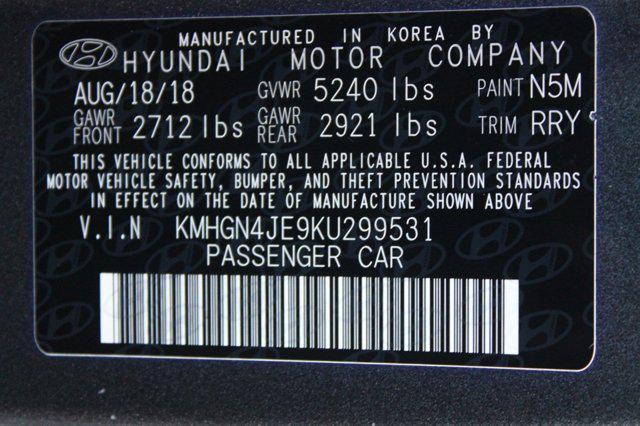 MANUFACTURED IN KOREA BY
HYUNDAI MOTOR COMPANY
AUG/18/18 GVWR 5240 lbs PAINT N5M
GAWR FRONT 2712 lbs GAWR REAR 2921 lbs TRIM RRY
THIS VEHICLE CONFORMS TO ALL APPLICABLE U.S.A. FEDERAL
MOTOR VEHICLE SAFETY, BUMPER, AND THEFT PREVENTION STANDARDS
IN EFFECT ON THE DATE OF MANUFACTURE SHOWN ABOVE
V.I.N KMHGN4JE9KU299531
PASSENGER CAR